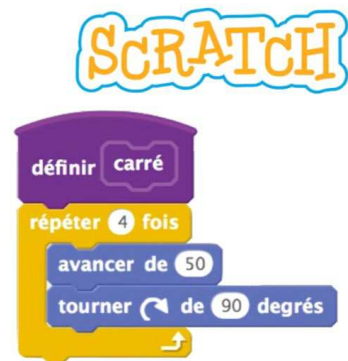 SCRATCH
définir carré
répéter 4 fois
avancer de 50
tourner de 90 degrés